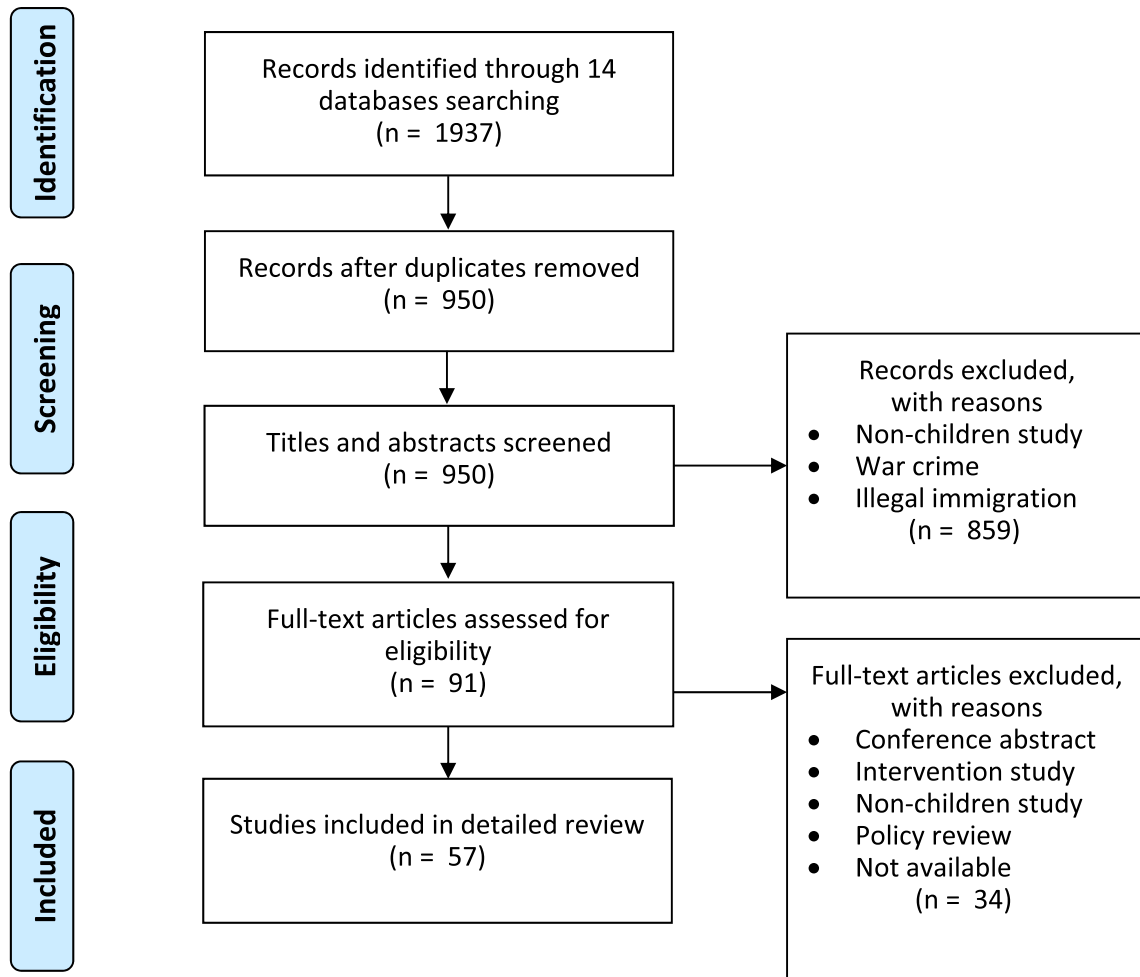 Identification
Records identified through 14
databases searching
(n = 1937)
Records after duplicates removed
(n = 950)
Screening
Titles and abstracts screened
(n = 950)
Records excluded,
with reasons
• Non-children study
• War crime
• Illegal immigration
(n = 859)
Eligibility
Full-text articles assessed for
eligibility
(n = 91)
Full-text articles excluded,
with reasons
• Conference abstract
• Intervention study
• Non-children study
• Policy review
• Not available
(n = 34)
Included
Studies included in detailed review
(n = 57)